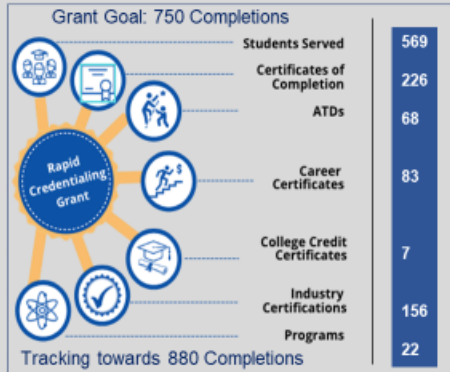 Grant Goal: 750 Completions
Students Served 569
Certificates of
Completion 226
ATDs 68
Rapid
Credentialing
Grant
Career
Certificates 83
$
College Credit
Certificates 7
Industry
Certifications 156
Programs 22
Tracking towards 880 Completions